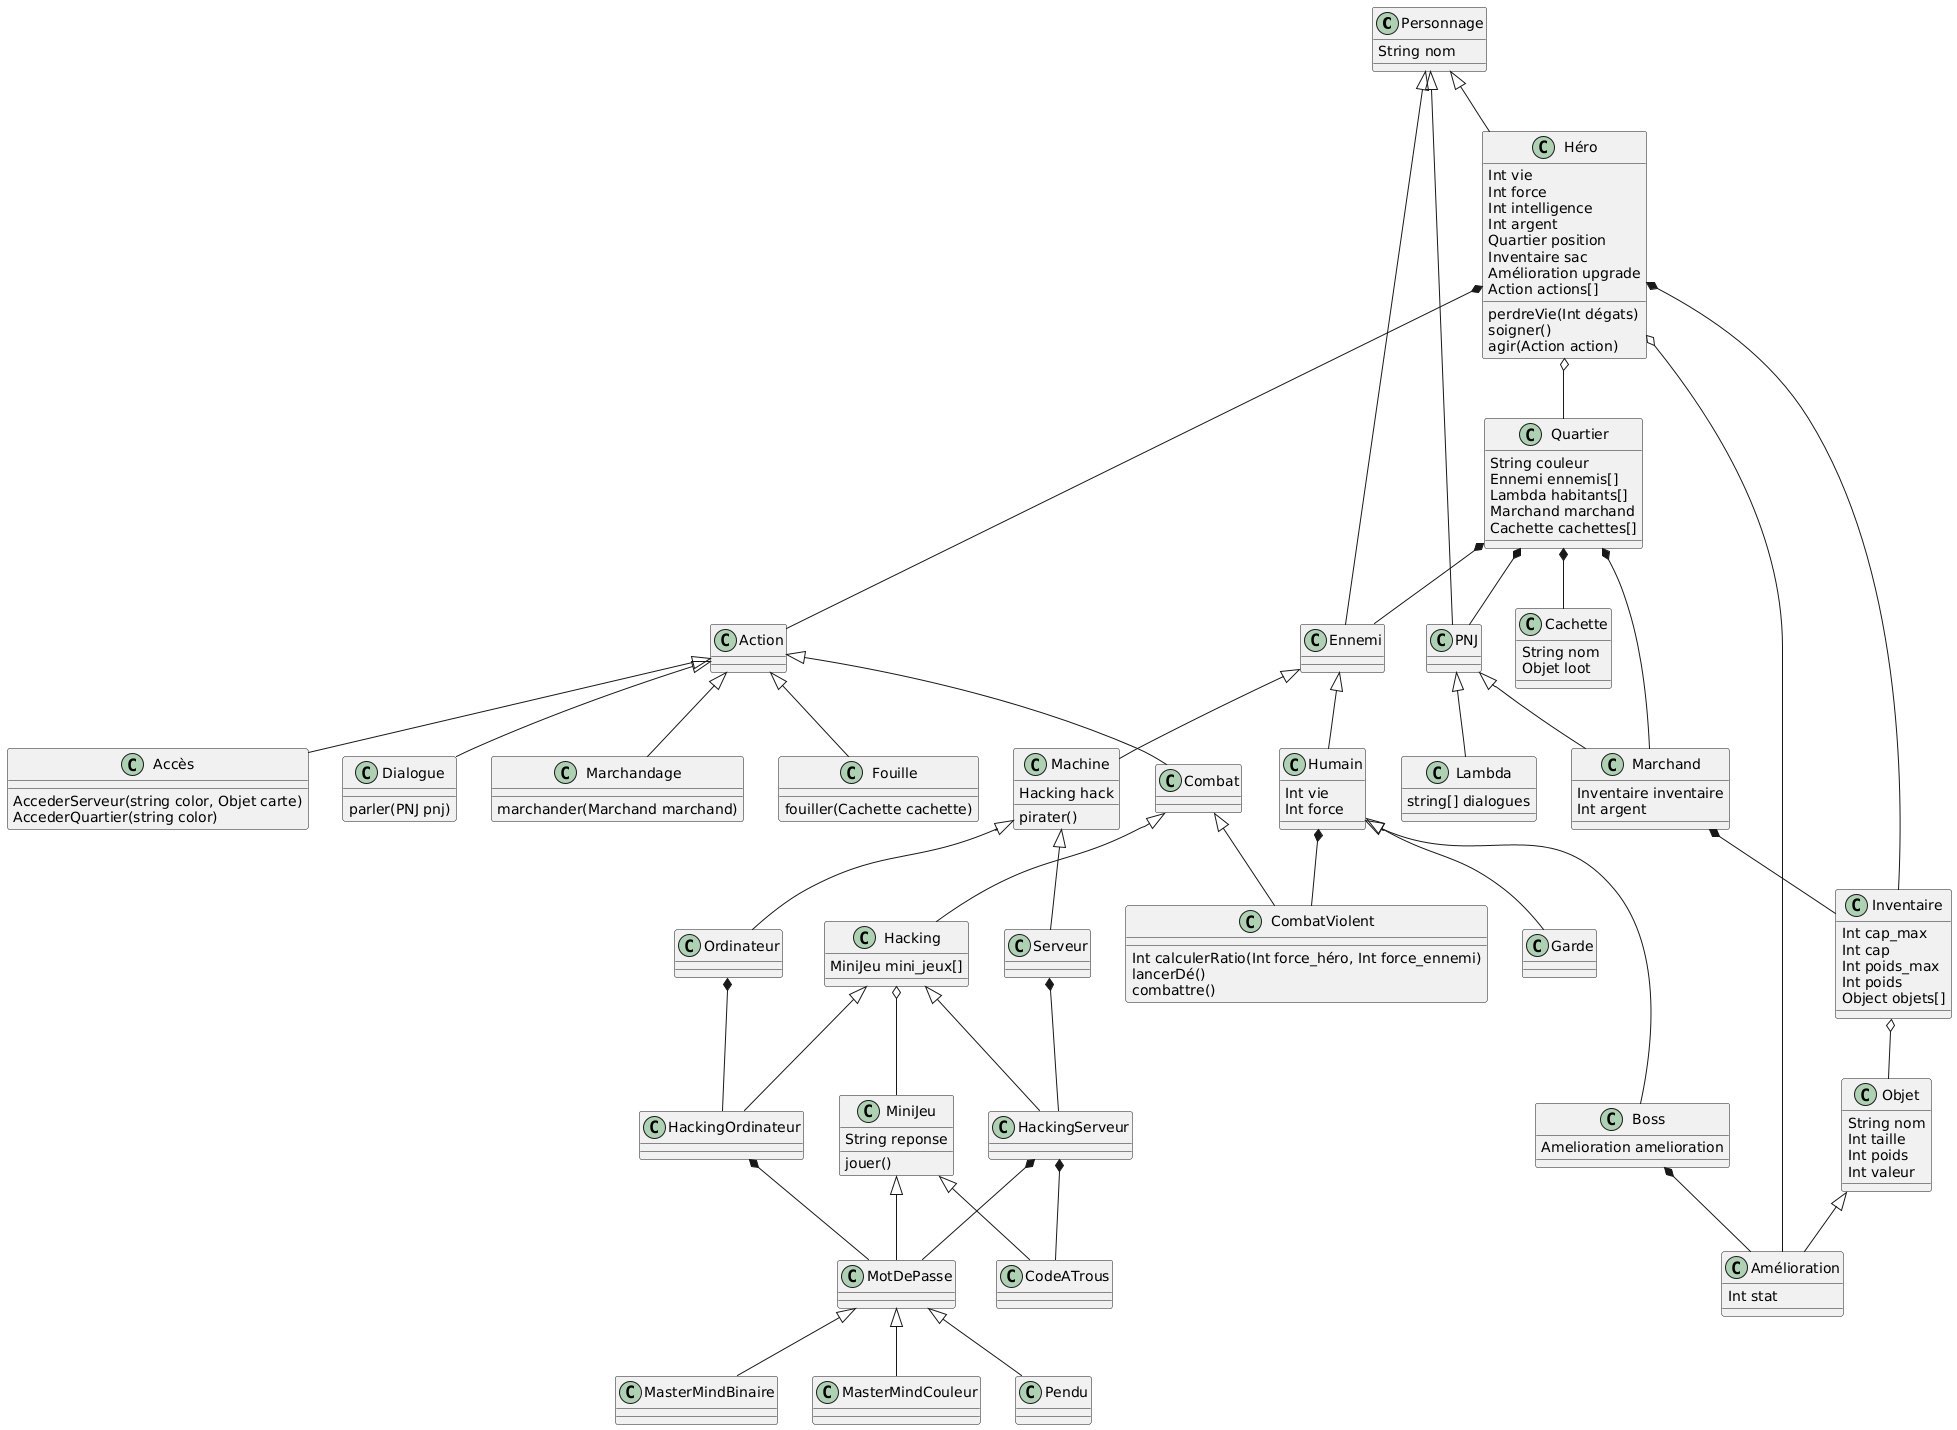 C Personnage
String nom
C Héro
Int vie
Int force
Int intelligence
Int argent
Quartier position
Inventaire sac
Amélioration upgrade
Action actions[]
perdreVie(Int dégats)
soigner()
agir(Action action)
C Quartier
String couleur
Ennemi ennemis[]
Lambda habitants[]
Marchand marchand
Cachette cachettes[]
C Action
C Ennemi
C PNJ
C Cachette
String nom
Objet loot
C Accès
AccederServeur(string color, Objet carte)
AccederQuartier(string color)
C Dialogue
parler(PNJ pnj)
C Marchandage
marchander(Marchand marchand)
C Fouille
fouiller(Cachette cachette)
C Machine
Hacking hack
pirater()
C Combat
C Humain
Int vie
Int force
C Lambda
string[] dialogues
C Marchand
Inventaire inventaire
Int argent
C Ordinateur
C Hacking
MiniJeu mini_jeux[]
C Serveur
C CombatViolent
Int calculerRatio(Int force_héro, Int force_ennemi)
lancerDé()
combattre()
C Garde
C Inventaire
Int cap_max
Int cap
Int poids_max
Int poids
Object objets[]
C HackingOrdinateur
C MiniJeu
String reponse
jouer()
C HackingServeur
C Boss
Amelioration amelioration
C Objet
String nom
Int taille
Int poids
Int valeur
C MotDePasse
C CodeATrous
C Amélioration
Int stat
C MasterMindBinaire
C MasterMindCouleur
C Pendu